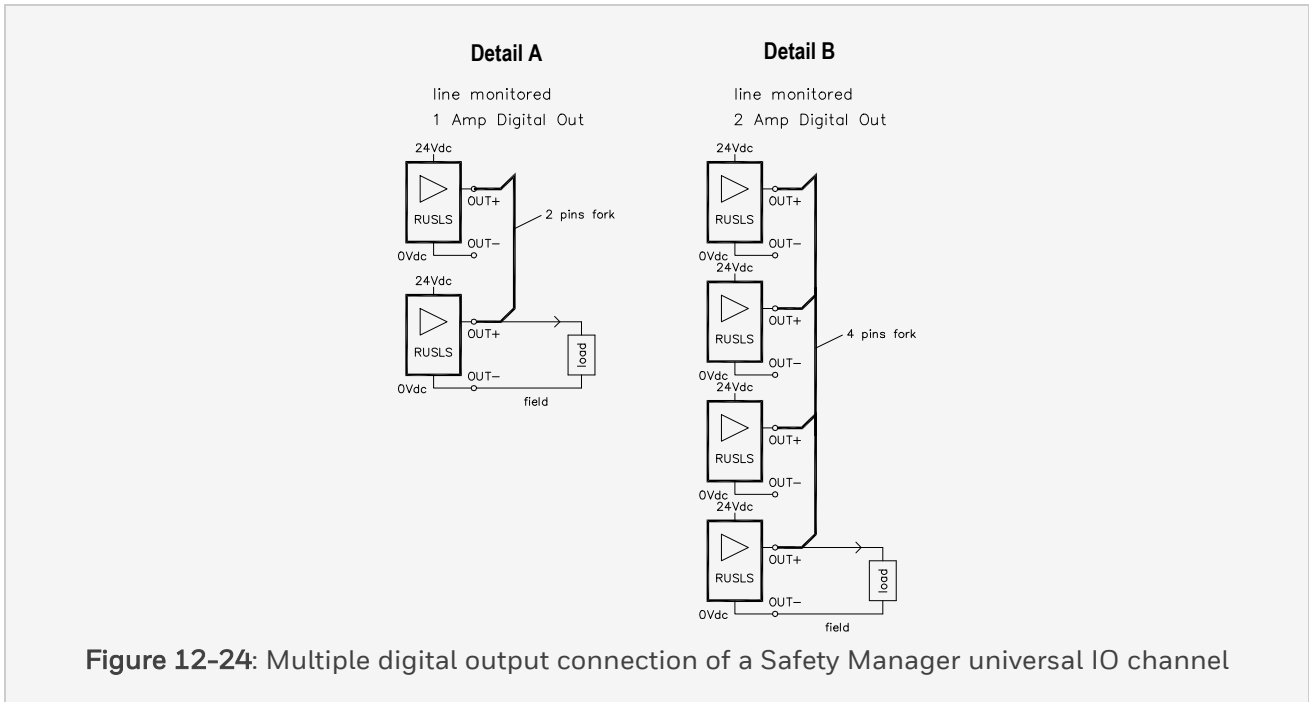 Detail A
line monitored
1 Amp Digital Out
24Vdc
OUT+
RUSLS
2 pins fork
OUT-
0Vdc
24Vdc
OUT+
RUSLS
load
OUT-
0Vdc
field
Detail B
line monitored
2 Amp Digital Out
24Vdc
OUT+
RUSLS
OUT-
0Vdc
24Vdc
OUT+
4 pins fork
RUSLS
OUT-
0Vdc
24Vdc
OUT+
RUSLS
OUT-
0Vdc
24Vdc
OUT+
RUSLS
load
OUT-
0Vdc
field
Figure 12-24: Multiple digital output connection of a Safety Manager universal IO channel